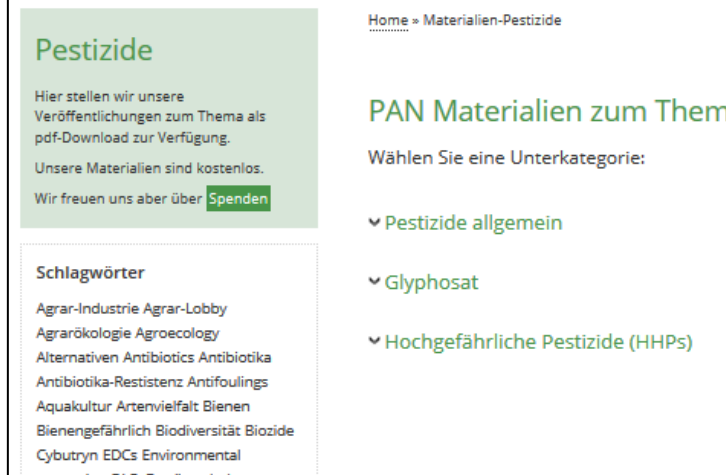 Pestizide
Hier stellen wir unsere
Veröffentlichungen zum Thema als
pdf-Download zur Verfügung.
Unsere Materialien sind kostenlos.
Wir freuen uns aber über Spenden
Schlagwörter
Agrar-Industrie Agrar-Lobby
Agrarökologie Agroecology
Alternativen Antibiotics Antibiotika
Antibiotika-Restistenz Antifoulings
Aquakultur Artenvielfalt Bienen
Bienengefährlich Biodiversität Biozide
Cybutryn EDCs Environmental
Home » Materialien-Pestizide
PAN Materialien zum Them
Wählen Sie eine Unterkategorie:
Pestizide allgemein
Glyphosat
Hochgefährliche Pestizide (HHPs)